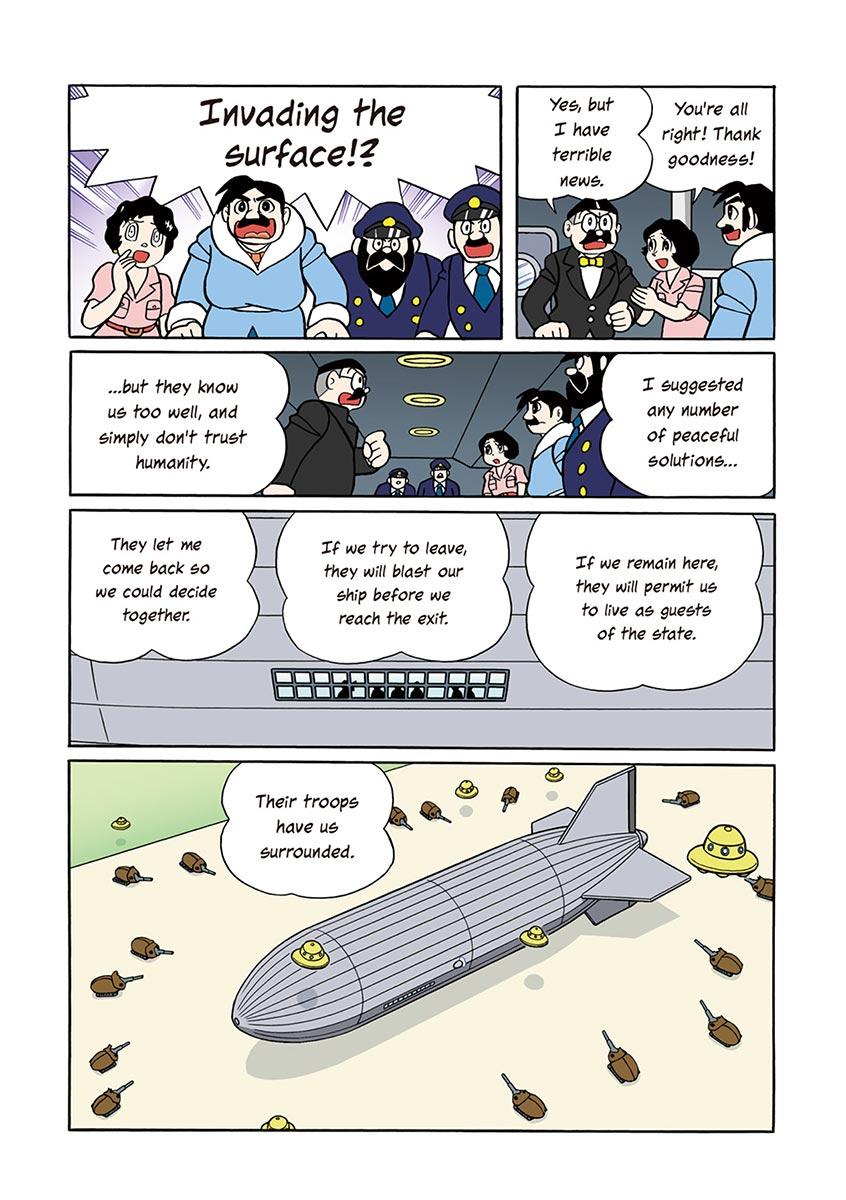 You're all
right! Thank
goodness!
Yes, but
I have
terrible
news.
Invading the
surface!?
I suggested
any number
of peaceful
solutions...
...but they know
us too well, and
simply don't trust
humanity.
If we remain here,
they will permit us
to live as guests
of the state.
If we try to leave,
they will blast our
ship before we
reach the exit.
They let me
come back so
we could decide
together.
Their troops
have us
surrounded.